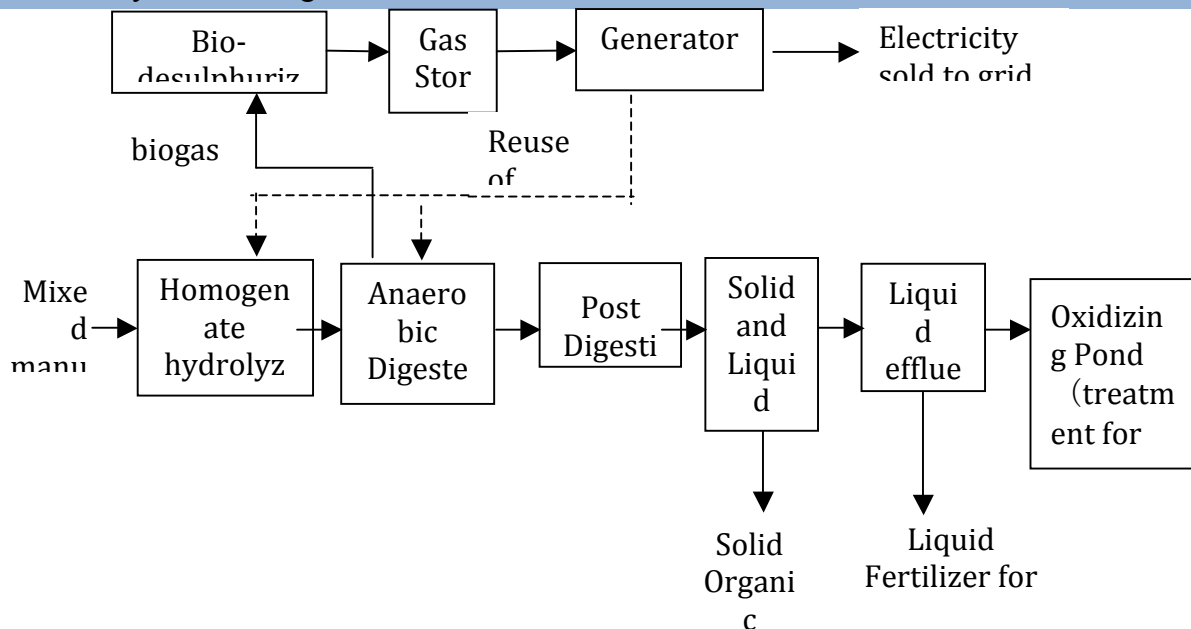 Bio-
desulphuriz
Gas
Stor
Generator
Electricity
sold to grid
biogas
Reuse
of
Mixe
d
manu
Homogen
ate
hydrolyz
Anaero
bic
Digeste
Post
Digesti
Solid
and
Liqui
d
Liqui
d
efflue
Oxidizin
g Pond
（treatm
ent for
Solid
Organi
c
Liquid
Fertilizer for